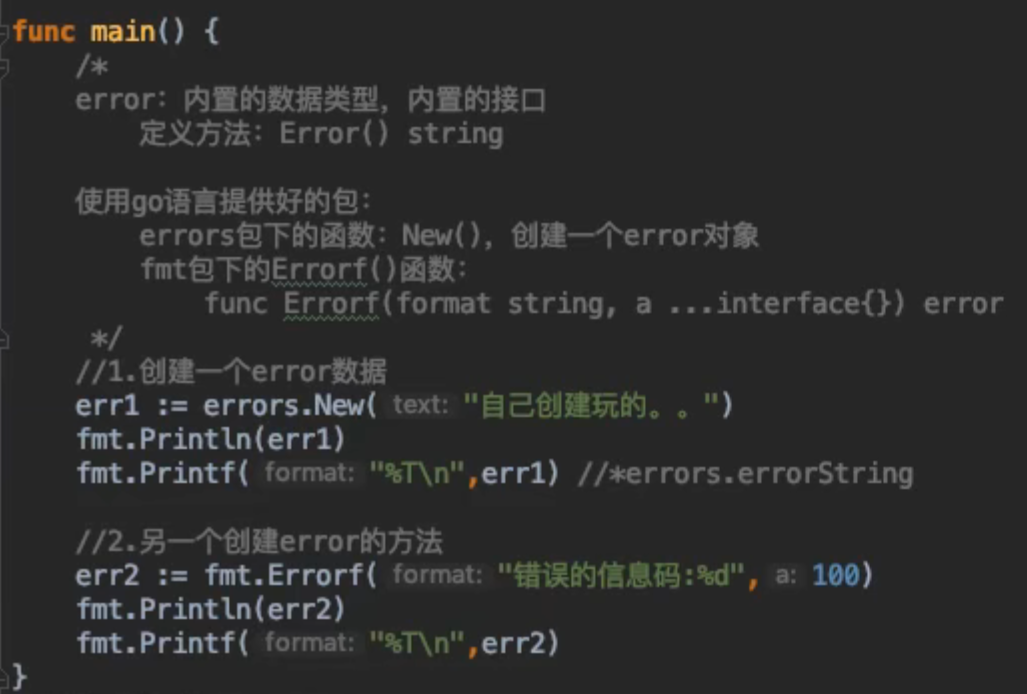 func main() {
/*
error：内置的数据类型，内置的接口
定义方法：Error() string
使用go语言提供好的包：
errors包下的函数：New()，创建一个error对象
fmt包下的Errorf()函数：
func Errorf(format string, a ...interface{}) error
*/
//1.创建一个error数据
err1 := errors.New( text: "自己创建玩的。。")
fmt.Println(err1)
fmt.Printf( format: "%T\n",err1) //*errors.errorString
//2.另一个创建error的方法
err2 := fmt.Errorf( format: "错误的信息码:%d", a: 100)
fmt.Println(err2)
fmt.Printf( format: "%T\n",err2)
}